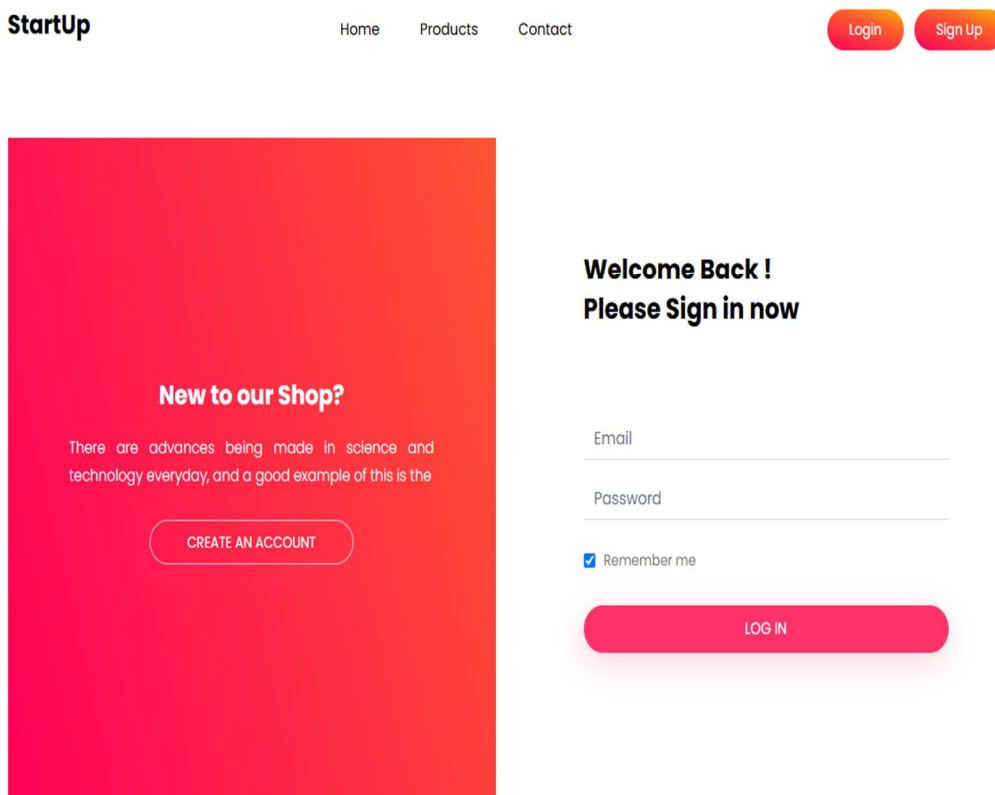 StartUp
Home
Products
Contact
Login
Sign Up
New to our Shop?
There are advances being made in science and
technology everyday, and a good example of this is the
CREATE AN ACCOUNT
Welcome Back !
Please Sign in now
Email
Password
Remember me
LOG IN